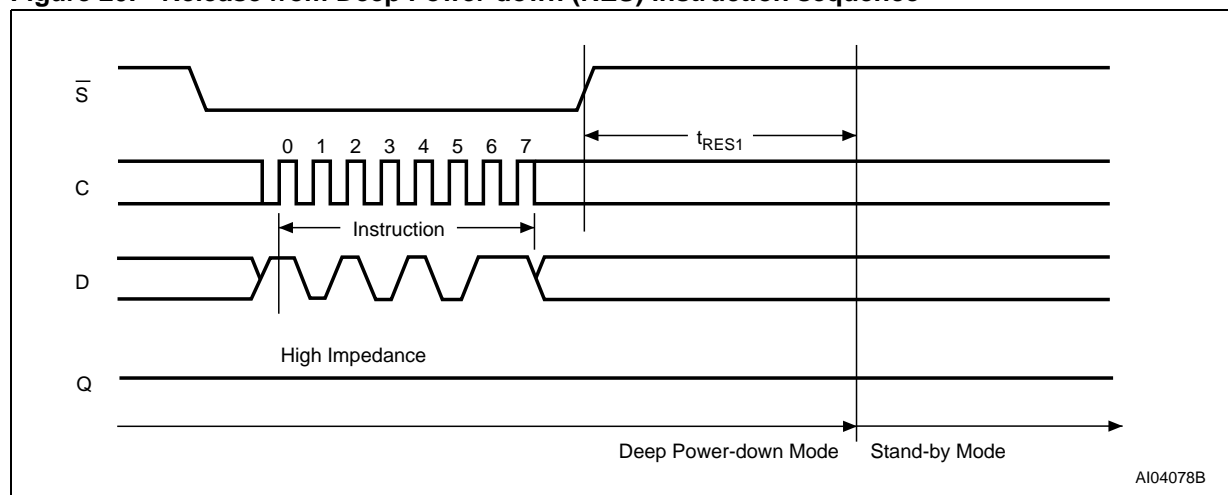 Figure Release from Deep Power-down (RES) instruction sequence
S̅
tRES1
0 1 2 3 4 5 6 7
C
Instruction
D
High Impedance
Q
Deep Power-down Mode Stand-by Mode
AI04078B